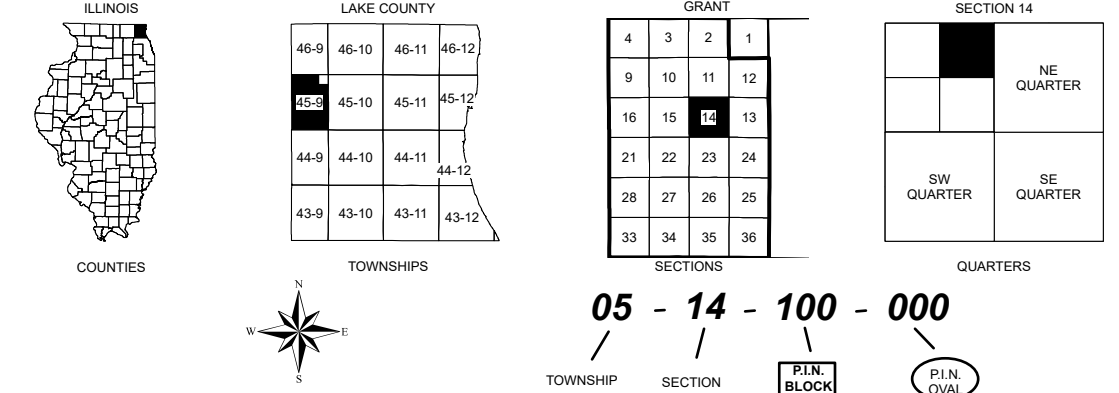 ILLINOIS
COUNTIES
LAKE COUNTY
46-9 46-10 46-11 46-12
45-9 45-10 45-11 45-12
44-9 44-10 44-11 44-12
43-9 43-10 43-11 43-12
TOWNSHIPS
GRANT
4 3 2 1
9 10 11 12
16 15 14 13
21 22 23 24
28 27 26 25
33 34 35 36
SECTIONS
SECTION 14
NE
QUARTER
SW
QUARTER
SE
QUARTER
QUARTERS
N
W E
S
05 - 14 - 100 - 000
TOWNSHIP
SECTION
P.I.N.
BLOCK
P.I.N.
OVAL